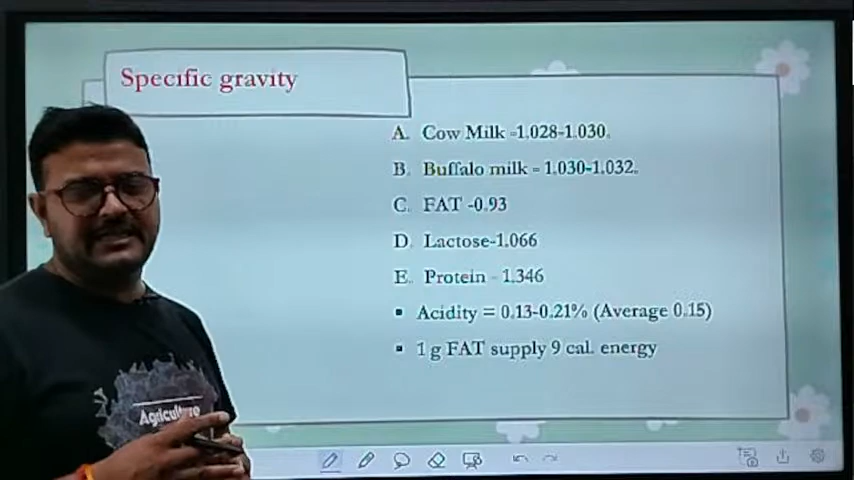 Specific gravity
A. Cow Milk -1.028-1.030.
B. Buffalo milk - 1.030-1.032.
C. FAT -0.93
D. Lactose-1.066
E. Protein - 1.346
▪ Acidity = 0.13-0.21% (Average 0.15)
▪ 1 g FAT supply 9 cal. energy
Agriculture